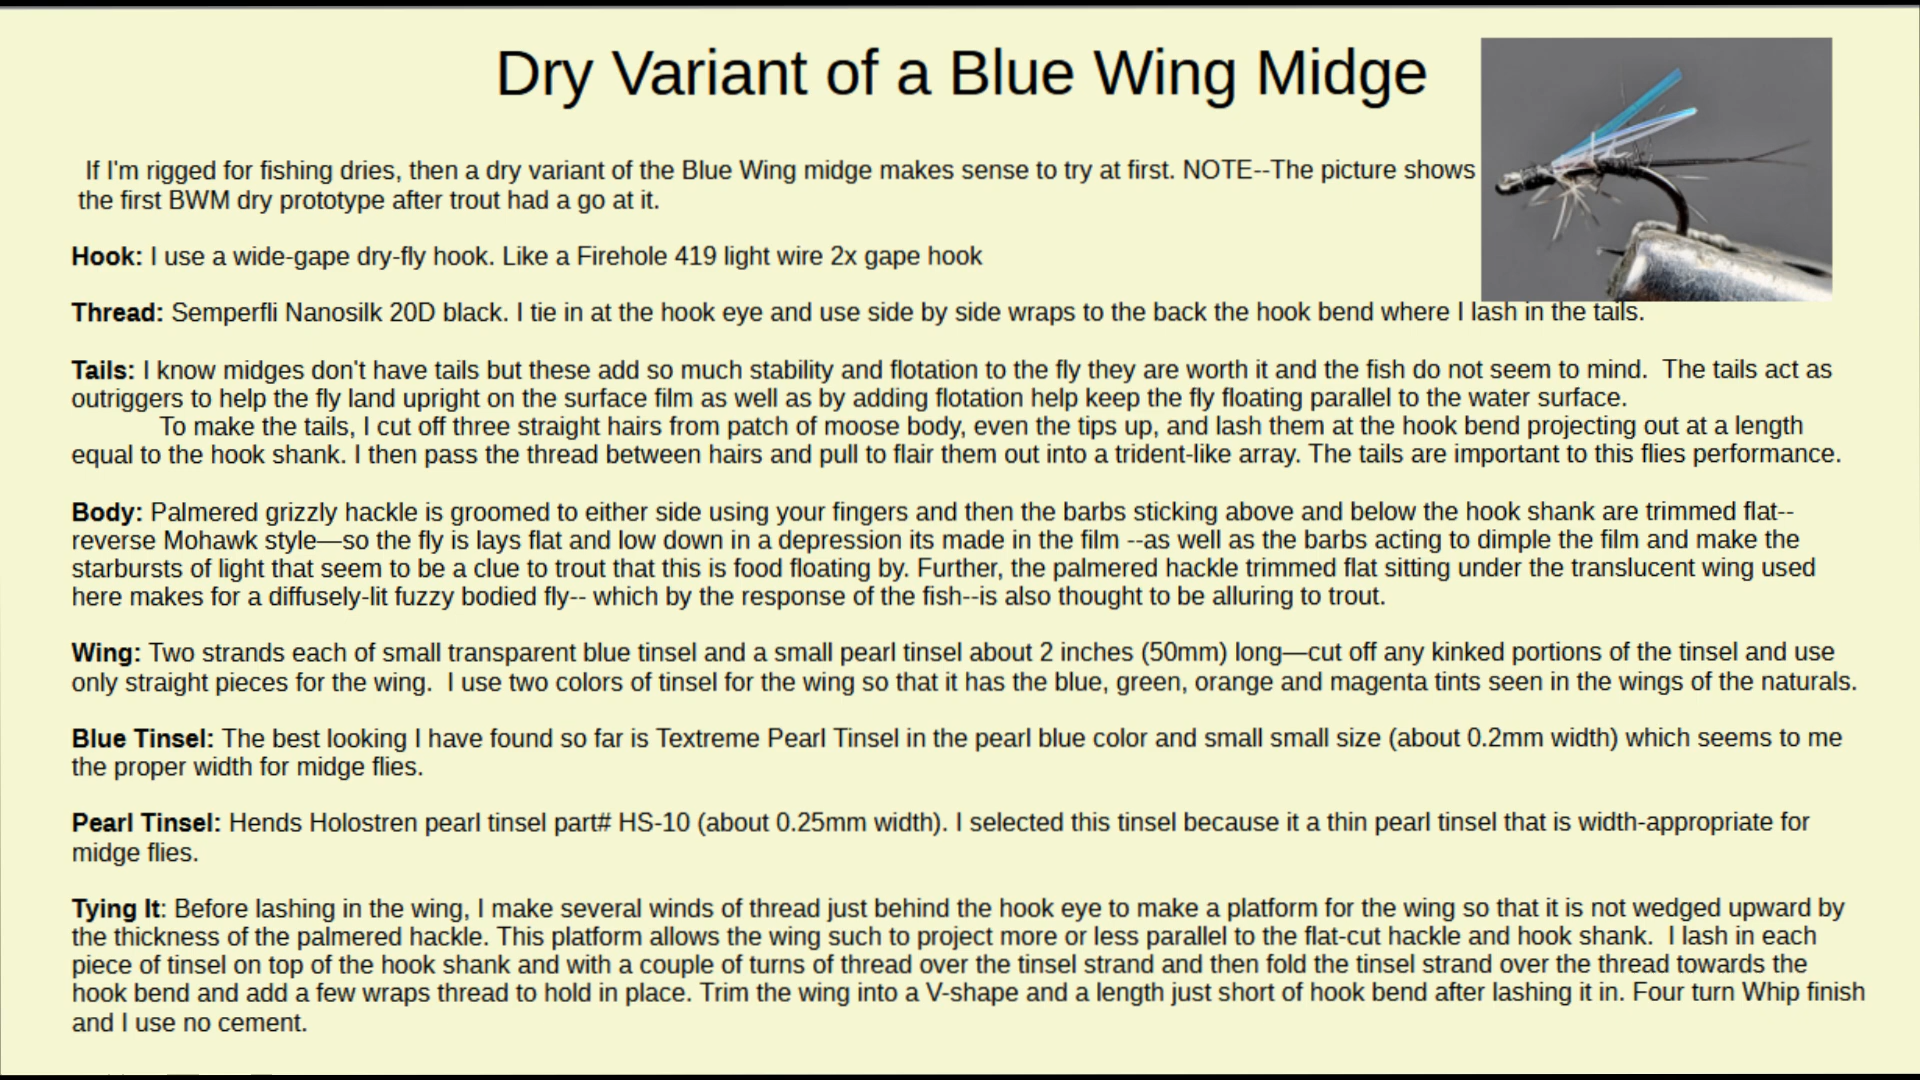 Dry Variant of a Blue Wing Midge
If I'm rigged for fishing dries, then a dry variant of the Blue Wing midge makes sense to try at first. NOTE--The picture shows
the first BWM dry prototype after trout had a go at it.
Hook: I use a wide-gape dry-fly hook. Like a Firehole 419 light wire 2x gape hook
Thread: Semperfli Nanosilk 20D black. I tie in at the hook eye and use side by side wraps to the back the hook bend where I lash in the tails.
Tails: I know midges don't have tails but these add so much stability and flotation to the fly they are worth it and the fish do not seem to mind.  The tails act as
outriggers to help the fly land upright on the surface film as well as by adding flotation help keep the fly floating parallel to the water surface.
To make the tails, I cut off three straight hairs from patch of moose body, even the tips up, and lash them at the hook bend projecting out at a length
equal to the hook shank. I then pass the thread between hairs and pull to flair them out into a trident-like array. The tails are important to this flies performance.
Body: Palmered grizzly hackle is groomed to either side using your fingers and then the barbs sticking above and below the hook shank are trimmed flat--
reverse Mohawk style—so the fly is lays flat and low down in a depression its made in the film --as well as the barbs acting to dimple the film and make the
starbursts of light that seem to be a clue to trout that this is food floating by. Further, the palmered hackle trimmed flat sitting under the translucent wing used
here makes for a diffusely-lit fuzzy bodied fly-- which by the response of the fish--is also thought to be alluring to trout.
Wing: Two strands each of small transparent blue tinsel and a small pearl tinsel about 2 inches (50mm) long—cut off any kinked portions of the tinsel and use
only straight pieces for the wing.  I use two colors of tinsel for the wing so that it has the blue, green, orange and magenta tints seen in the wings of the naturals.
Blue Tinsel: The best looking I have found so far is Textreme Pearl Tinsel in the pearl blue color and small small size (about 0.2mm width) which seems to me
the proper width for midge flies.
Pearl Tinsel: Hends Holostren pearl tinsel part# HS-10 (about 0.25mm width). I selected this tinsel because it a thin pearl tinsel that is width-appropriate for
midge flies.
Tying It: Before lashing in the wing, I make several winds of thread just behind the hook eye to make a platform for the wing so that it is not wedged upward by
the thickness of the palmered hackle. This platform allows the wing such to project more or less parallel to the flat-cut hackle and hook shank.  I lash in each
piece of tinsel on top of the hook shank and with a couple of turns of thread over the tinsel strand and then fold the tinsel strand over the thread towards the
hook bend and add a few wraps thread to hold in place. Trim the wing into a V-shape and a length just short of hook bend after lashing it in. Four turn Whip finish
and I use no cement.